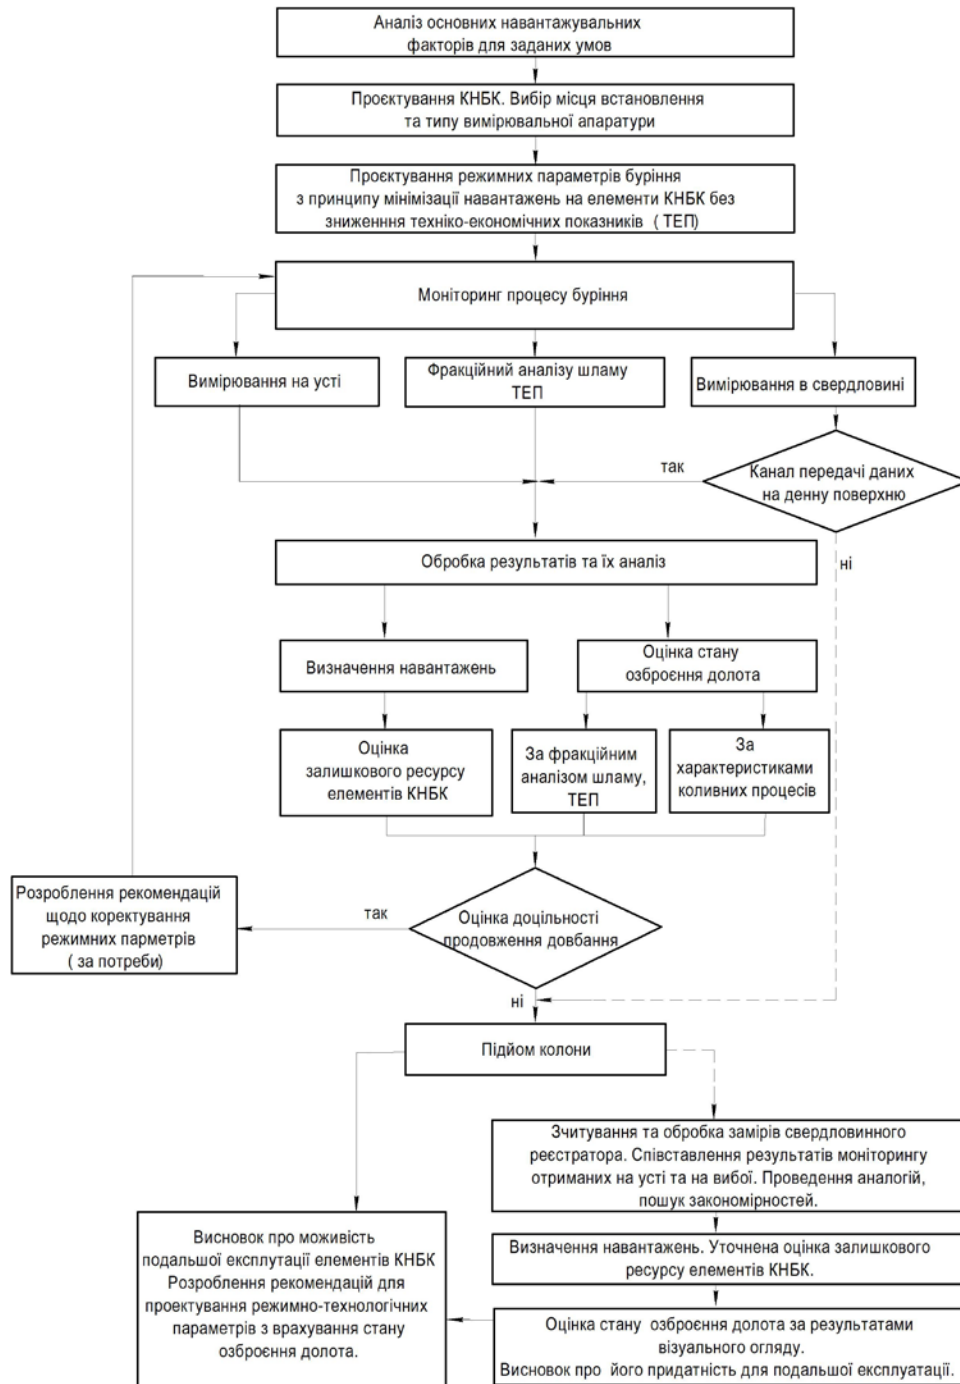 Аналіз основних навантажувальних
факторів для заданих умов
Проєктування КНБК. Вибір місця встановлення
та типу вимірювальної апаратури
Проєктування режимних параметрів буріння
з принципу мінімізації навантажень на елементи КНБК без
зниженння техніко-економічних показників ( ТЕП)
Моніторинг процесу буріння
Вимірювання на усті
Фракційний аналізу шламу
ТЕП
Вимірювання в свердловині
так
Канал передачі даних
на денну поверхню
ні
Обробка результатів та їх аналіз
Визначення навантажень
Оцінка стану
озброєння долота
Оцінка
залишкового ресурсу
елементів КНБК
За фракційним
аналізом шламу,
ТЕП
За
характеристиками
коливних процесів
Розроблення рекомендацій
щодо коректування
режимних парметрів
( за потреби)
так
Оцінка доцільності
продовження довбання
ні
Підйом колони
Зчитування та обробка замірів свердловинного
реєстратора. Співставлення результатів моніторингу
отриманих на усті та на вибої. Проведення аналогій,
пошук закономірностей.
Визначення навантажень. Уточнена оцінка залишкового
ресурсу елементів КНБК.
Оцінка стану озброєння долота за результатами
візуального огляду.
Висновок про його придатність для подальшої експлуатації.
Висновок про моживість
подальшої експлутації елементів КНБК
Розроблення рекомендацій для
проектування режимно-технологічних
параметрів з врахування стану
озброєння долота.